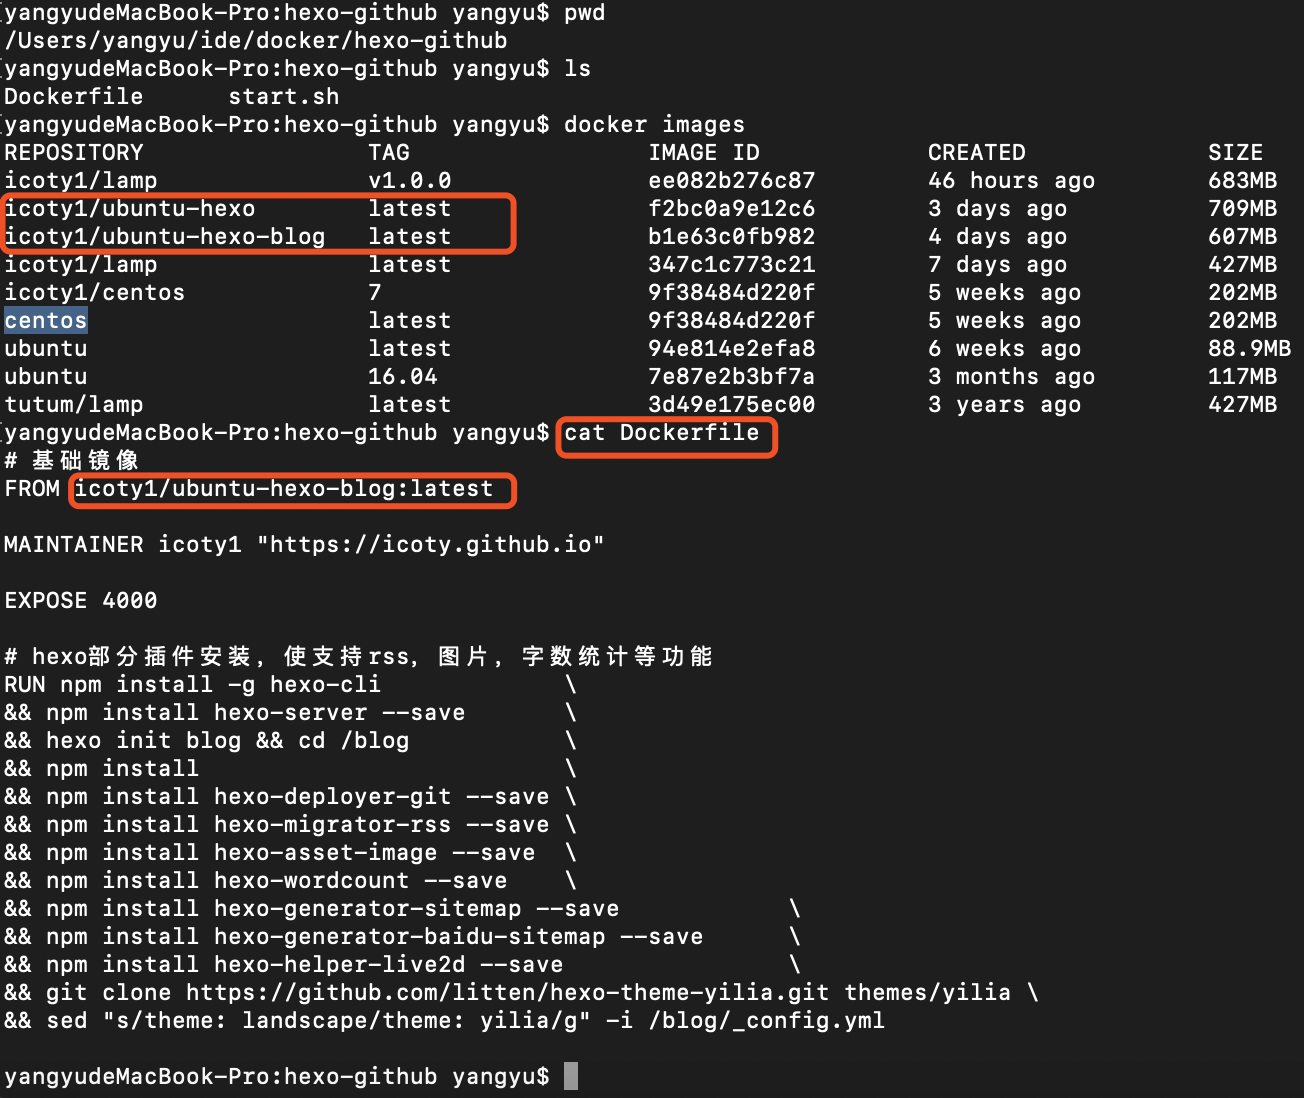 yangyudeMacBook-Pro:hexo-github yangyu$ pwd
/Users/yangyu/ide/docker/hexo-github
yangyudeMacBook-Pro:hexo-github yangyu$ ls
Dockerfile      start.sh
yangyudeMacBook-Pro:hexo-github yangyu$ docker images
REPOSITORY                TAG                 IMAGE ID            CREATED             SIZE
icoty1/lamp               v1.0.0              ee082b276c87        46 hours ago        683MB
icoty1/ubuntu-hexo        latest              f2bc0a9e12c6        3 days ago          709MB
icoty1/ubuntu-hexo-blog   latest              b1e63c0fb982        4 days ago          607MB
icoty1/lamp               latest              347c1c773c21        7 days ago          427MB
icoty1/centos             7                   9f38484d220f        5 weeks ago         202MB
centos                    latest              9f38484d220f        5 weeks ago         202MB
ubuntu                    latest              94e814e2efa8        6 weeks ago         88.9MB
ubuntu                    16.04               7e87e2b3bf7a        3 months ago        117MB
tutum/lamp                latest              3d49e175ec00        3 years ago         427MB
yangyudeMacBook-Pro:hexo-github yangyu$ cat Dockerfile
# 基础镜像
FROM icoty1/ubuntu-hexo-blog:latest
MAINTAINER icoty1 "https://icoty.github.io"
EXPOSE 4000
# hexo部分插件安装，使支持rss，图片，字数统计等功能
RUN npm install -g hexo-cli             \
&& npm install hexo-server --save       \
&& hexo init blog && cd /blog           \
&& npm install                          \
&& npm install hexo-deployer-git --save \
&& npm install hexo-migrator-rss --save \
&& npm install hexo-asset-image --save  \
&& npm install hexo-wordcount --save    \
&& npm install hexo-generator-sitemap --save            \
&& npm install hexo-generator-baidu-sitemap --save      \
&& npm install hexo-helper-live2d --save                \
&& git clone https://github.com/litten/hexo-theme-yilia.git themes/yilia \
&& sed "s/theme: landscape/theme: yilia/g" -i /blog/_config.yml
yangyudeMacBook-Pro:hexo-github yangyu$